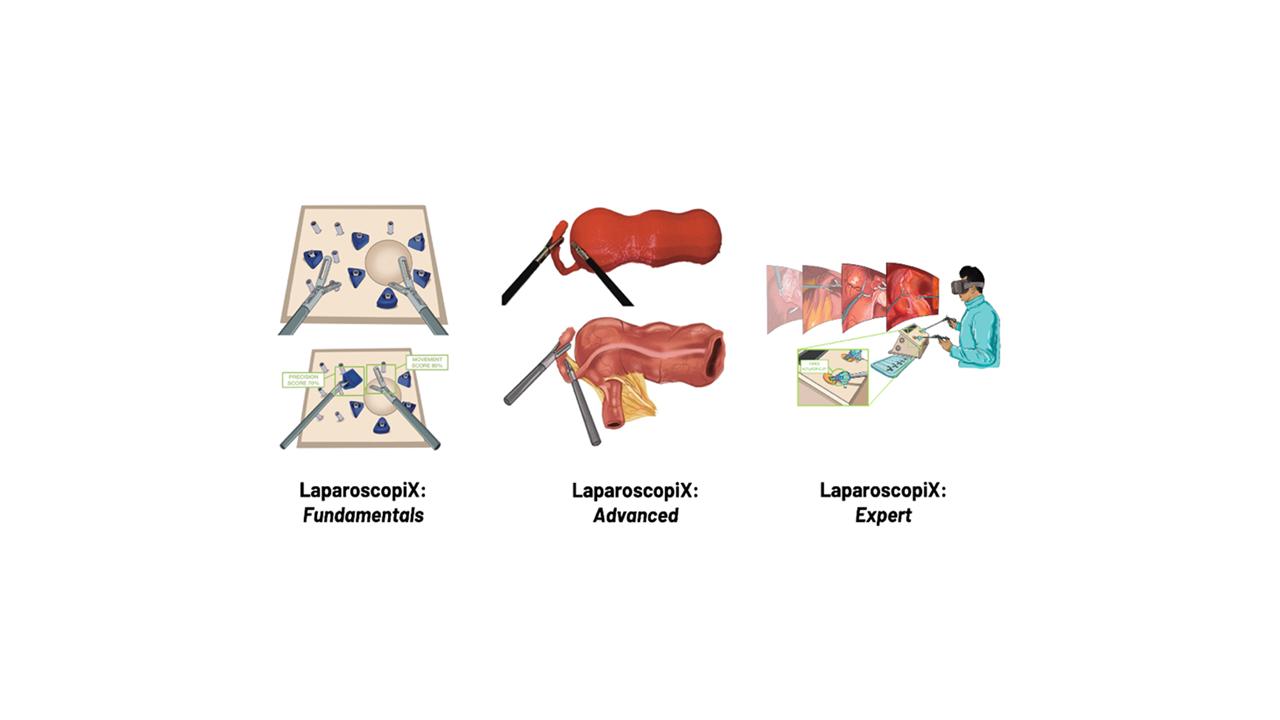 PRECISION
SCORE 70%
MOVEMENT
SCORE 80%
LaparoscopiX:
Fundamentals
LaparoscopiX:
Advanced
LaparoscopiX:
Expert